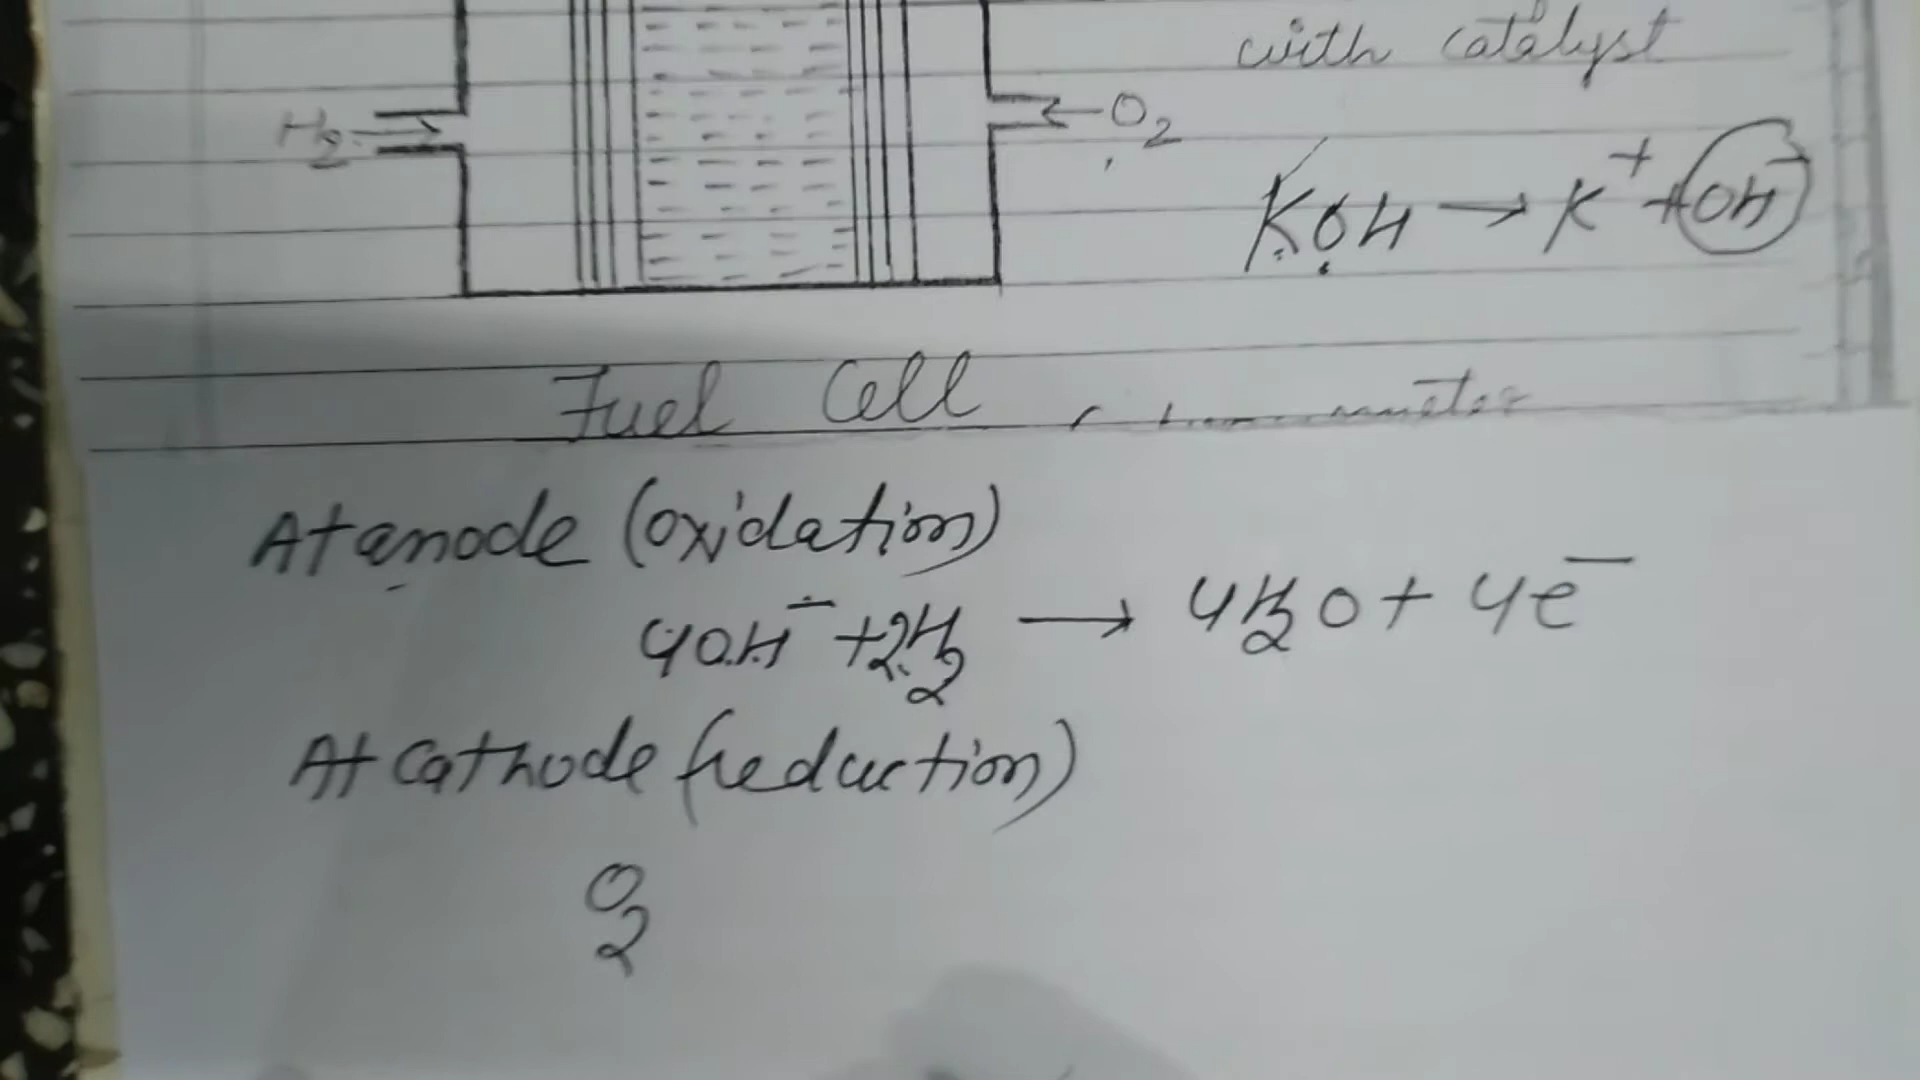 with catalyst
H₂
O₂
KOH → K⁺ + OH⁻
Fuel Cell
At anode (oxidation)
4OH⁻ + 2H₂ → 4H₂O + 4e⁻
At Cathode (reduction)
O₂